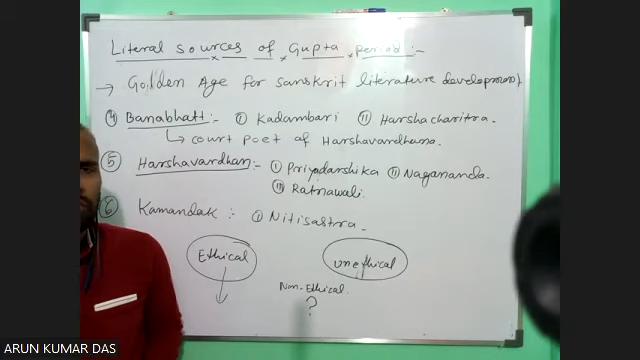 Literal sources of Gupta period:-
→ Golden Age for sanskrit literature development
4) Banabhatt:- (i) Kadambari (ii) Harshacharitra.
↳ court poet of Harshavardhana.
(5) Harshavardhan:- (i) Priyadarshika (ii) Nagananda.
(iii) Ratnawali.
(6) Kamandak:- (i) Nitisastra.
Ethical
unethical
Non-Ethical
?
ARUN KUMAR DAS